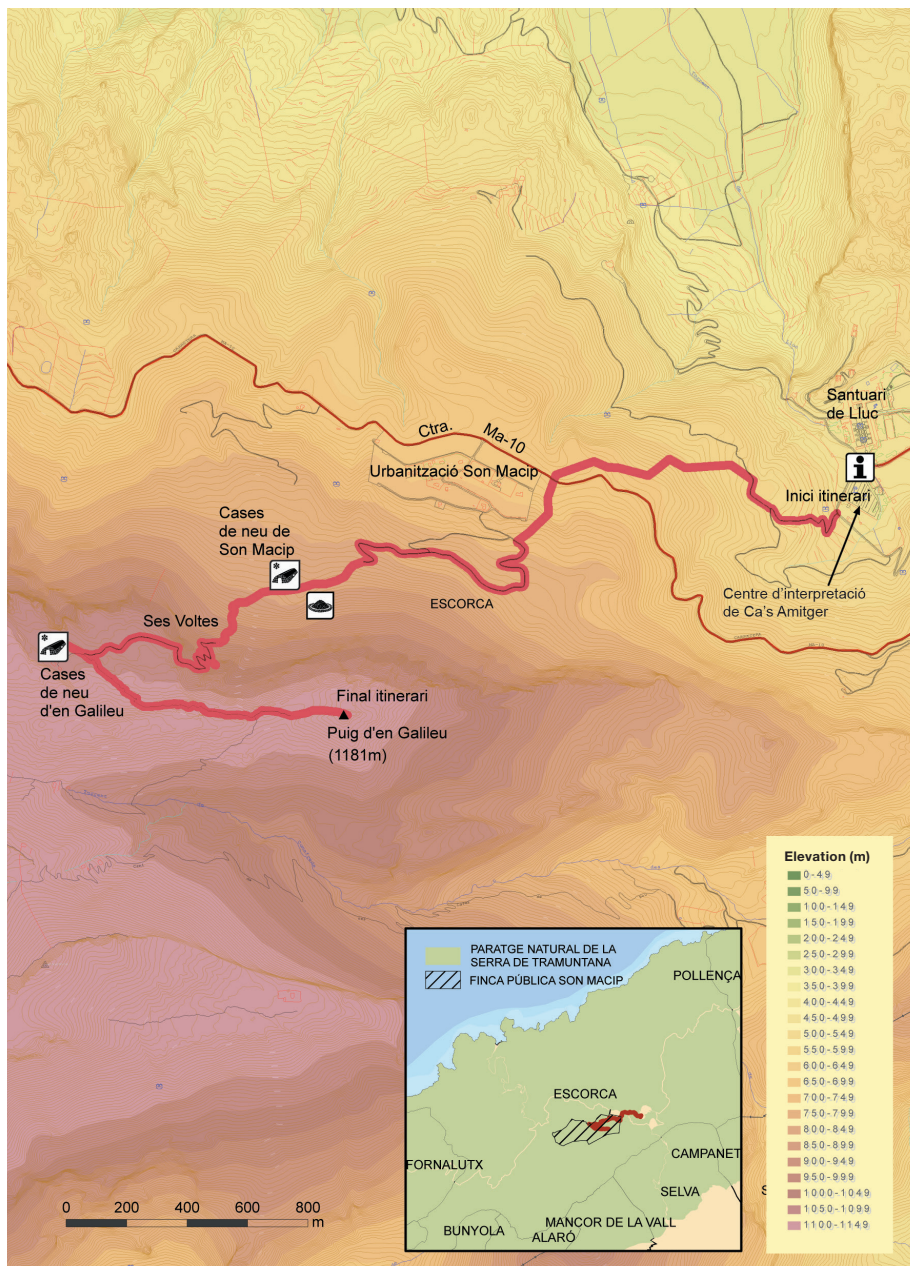 Santuari
de Lluc
Ctra. Ma-10
Urbanització Son Macip
Inici itinerari
Cases
de neu de
Son Macip
Centre d'interpretació
de Ca's Amitger
ESCORCA
Ses Voltes
Cases
de neu
d'en Galileu
Final itinerari
Puig d'en Galileu
(1181m)
Elevation (m)
0-49
50-99
100-149
150-199
200-249
250-299
300-349
350-399
400-449
450-499
500-549
550-599
600-649
650-699
700-749
750-799
800-849
850-899
900-949
950-999
1000-1049
1050-1099
1100-1149
PARATGE NATURAL DE LA
SERRA DE TRAMUNTANA
FINCA PÚBLICA SON MACIP
POLLENÇA
ESCORCA
CAMPANET
FORNALUTX
SELVA
MANCOR DE LA VALL
BUNYOLA
ALARÓ
0 200 400 600 800
m